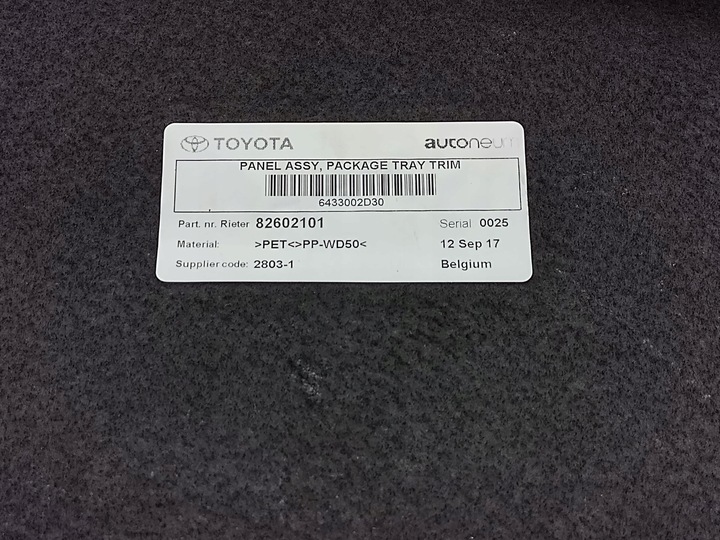 TOYOTA autoneum
PANEL ASSY, PACKAGE TRAY TRIM
6433002D30
Part. nr. Rieter 82602101 Serial 0025
Material: >PET<>PP-WD50< 12 Sep 17
Supplier code: 2803-1 Belgium